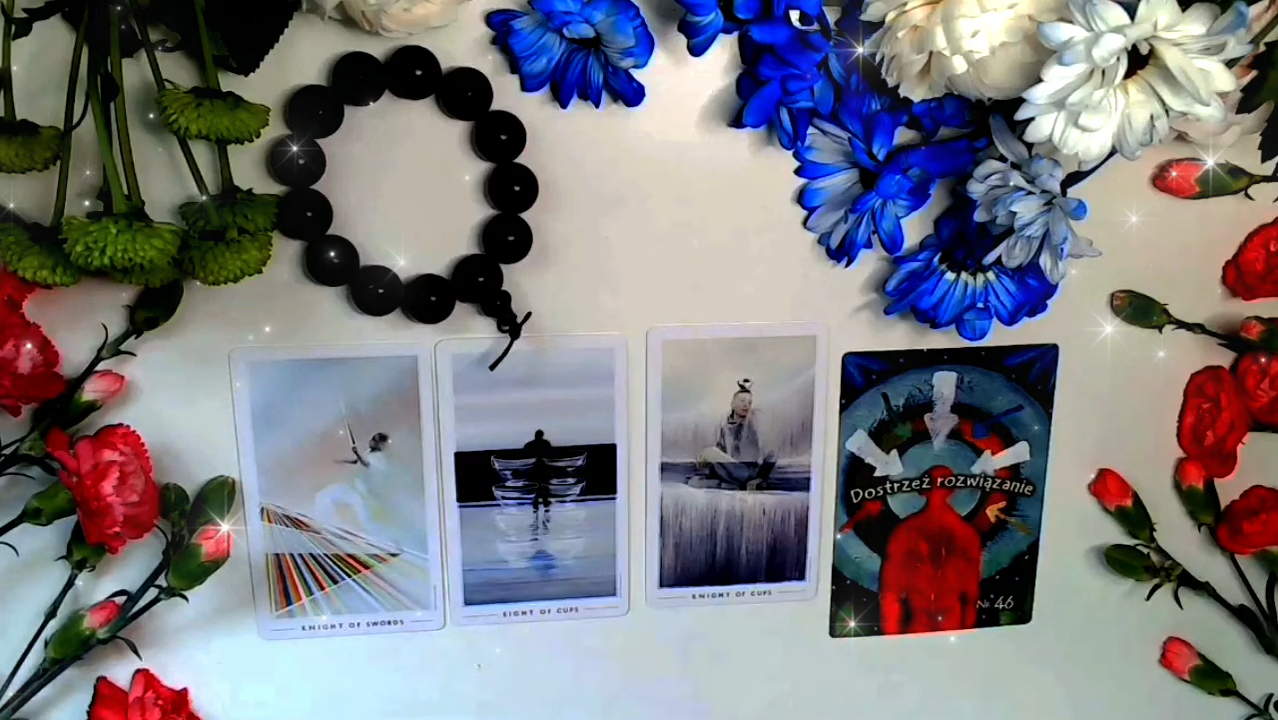 KNIGHT OF SWORDS
EIGHT OF CUPS
KNIGHT OF CUPS
Dostrzeż rozwiązanie
№ 46